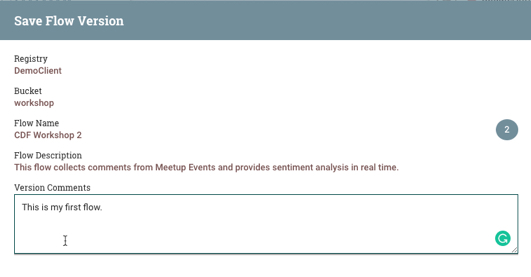 Save Flow Version
Registry
DemoClient
Bucket
workshop
Flow Name
CDF Workshop 2
2
Flow Description
This flow collects comments from Meetup Events and provides sentiment analysis in real time.
Version Comments
This is my first flow.